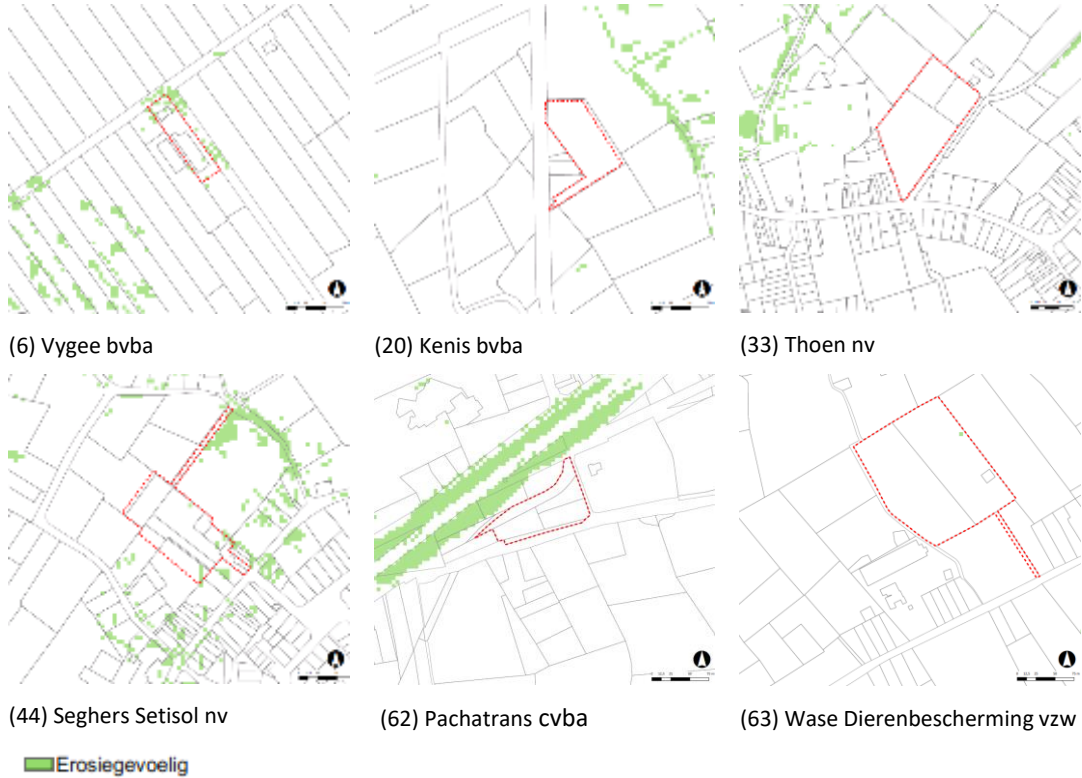 (6) Vygee bvba (20) Kenis bvba (33) Thoen nv
(44) Seghers Setisol nv (62) Pachatrans cvba (63) Wase Dierenbescherming vzw
Erosiegevoelig